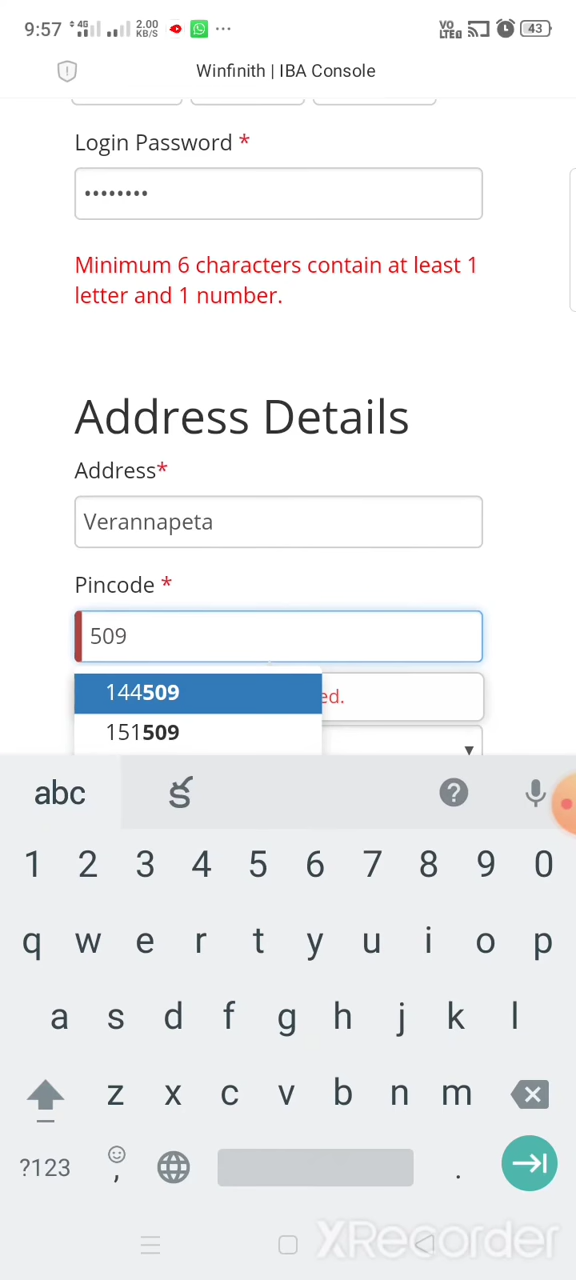 9:57 4G 2.00 KB/S ... VO LTE 43
Winfinith | IBA Console
Login Password *
••••••••
Minimum 6 characters contain at least 1
letter and 1 number.
Address Details
Address*
Verannapeta
Pincode *
509
144509 ed.
151509
abc క ?
1 2 3 4 5 6 7 8 9 0
q w e r t y u i o p
a s d f g h j k l
z x c v b n m
?123 , .
XRecorder